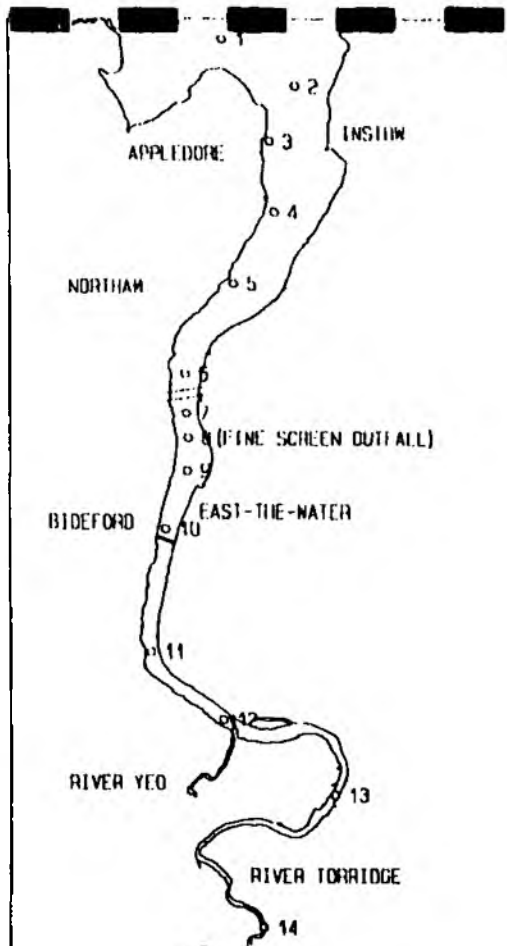 1
2
INSTOW
3
APPLEDORE
4
NORTHAM
5
6
7
8 (FINE SCREEN OUTFALL)
9
EAST-THE-WATER
BIDEFORD
10
11
12
RIVER YEO
13
RIVER TORRIDGE
14